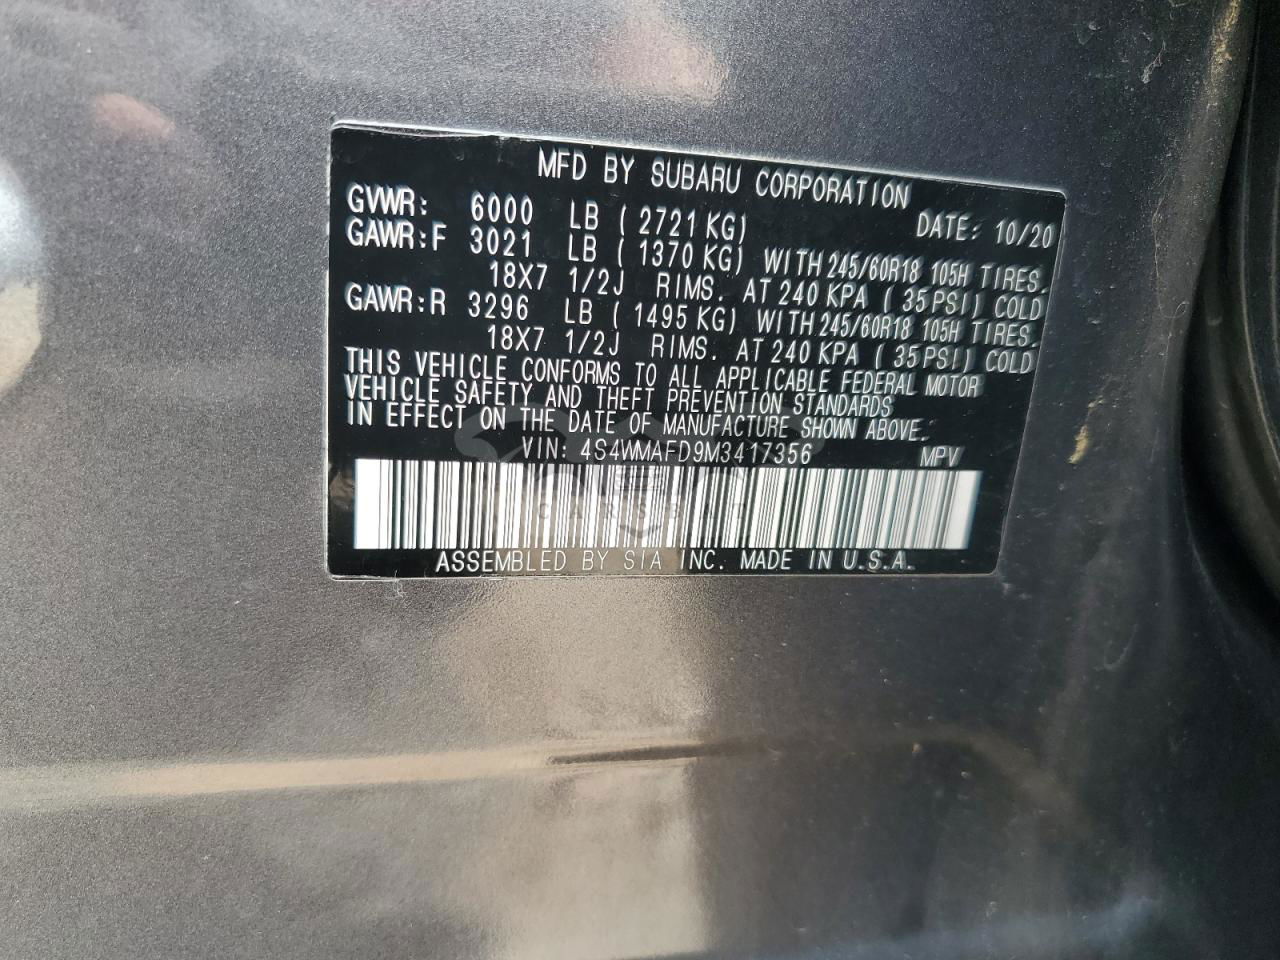 MFD BY SUBARU CORPORATION
GVWR: 6000 LB ( 2721 KG) DATE: 10/20
GAWR:F 3021 LB ( 1370 KG) WITH 245/60R18 105H TIRES.
18X7 1/2J RIMS. AT 240 KPA ( 35 PSI) COLD
GAWR:R 3296 LB ( 1495 KG) WITH 245/60R18 105H TIRES.
18X7 1/2J RIMS. AT 240 KPA ( 35 PSI) COLD
THIS VEHICLE CONFORMS TO ALL APPLICABLE FEDERAL MOTOR
VEHICLE SAFETY AND THEFT PREVENTION STANDARDS
IN EFFECT ON THE DATE OF MANUFACTURE SHOWN ABOVE.
VIN: 4S4WMAFD9M3417356 MPV
ASSEMBLED BY SIA INC. MADE IN U.S.A.